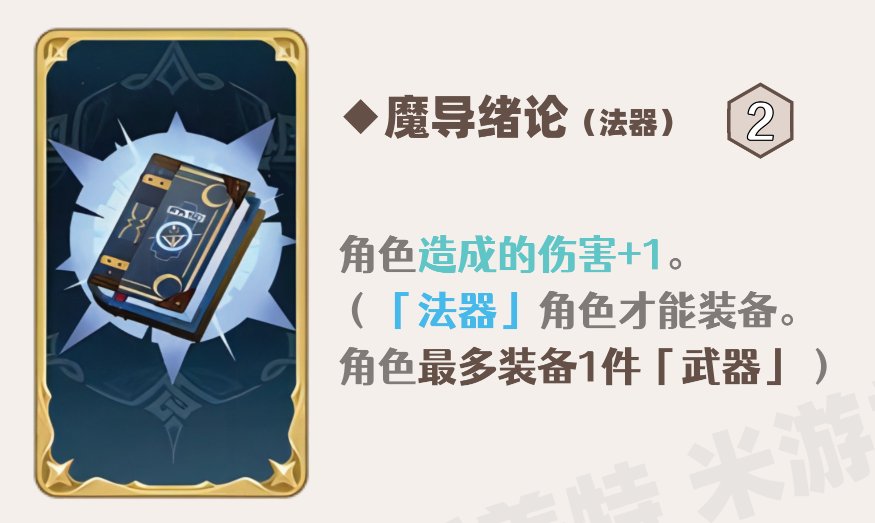 ◆魔导绪论（法器） 2
角色造成的伤害+1。
（「法器」角色才能装备。
角色最多装备1件「武器」）
米游